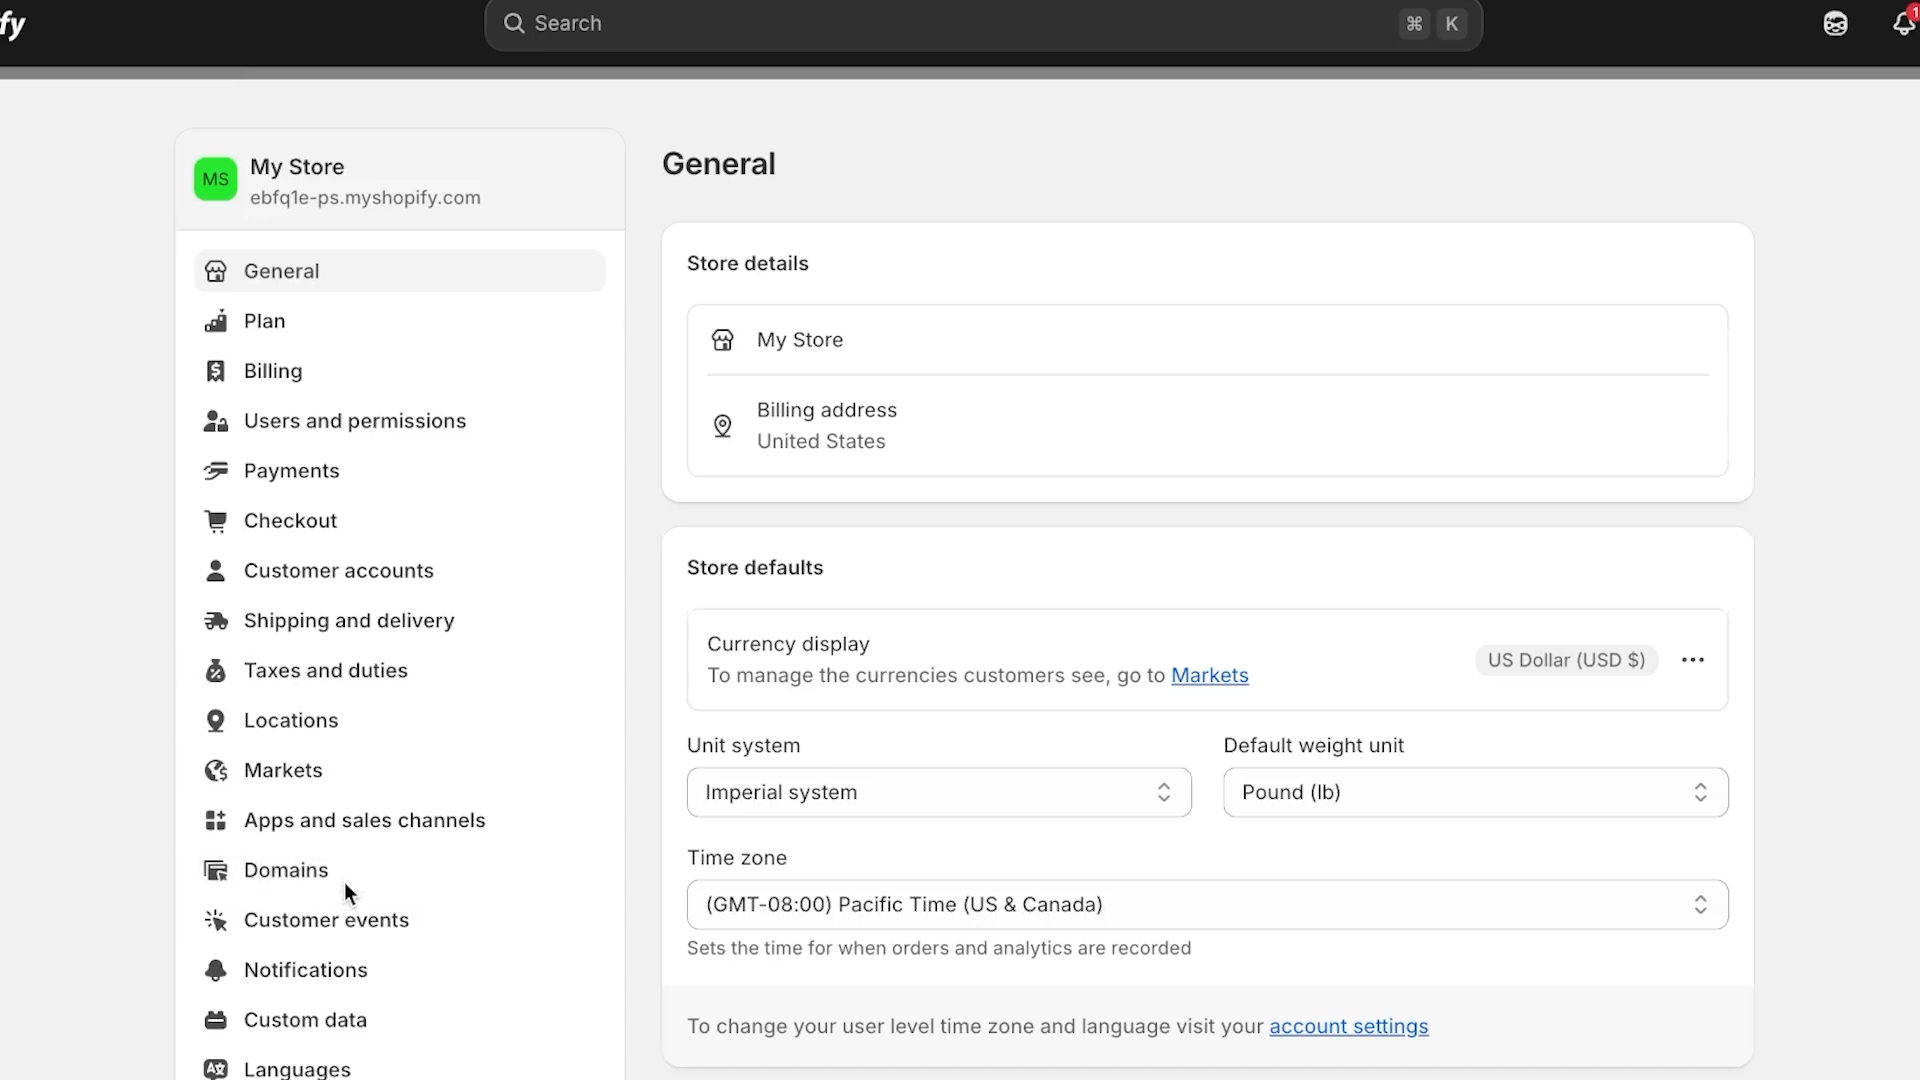 fy
Search
⌘ K
1
MS
My Store
ebfq1e-ps.myshopify.com
General
Plan
Billing
Users and permissions
Payments
Checkout
Customer accounts
Shipping and delivery
Taxes and duties
Locations
Markets
Apps and sales channels
Domains
Customer events
Notifications
Custom data
Languages
General
Store details
My Store
Billing address
United States
Store defaults
Currency display
To manage the currencies customers see, go to Markets
US Dollar (USD $)
Unit system
Imperial system
Default weight unit
Pound (lb)
Time zone
(GMT-08:00) Pacific Time (US & Canada)
Sets the time for when orders and analytics are recorded
To change your user level time zone and language visit your account settings